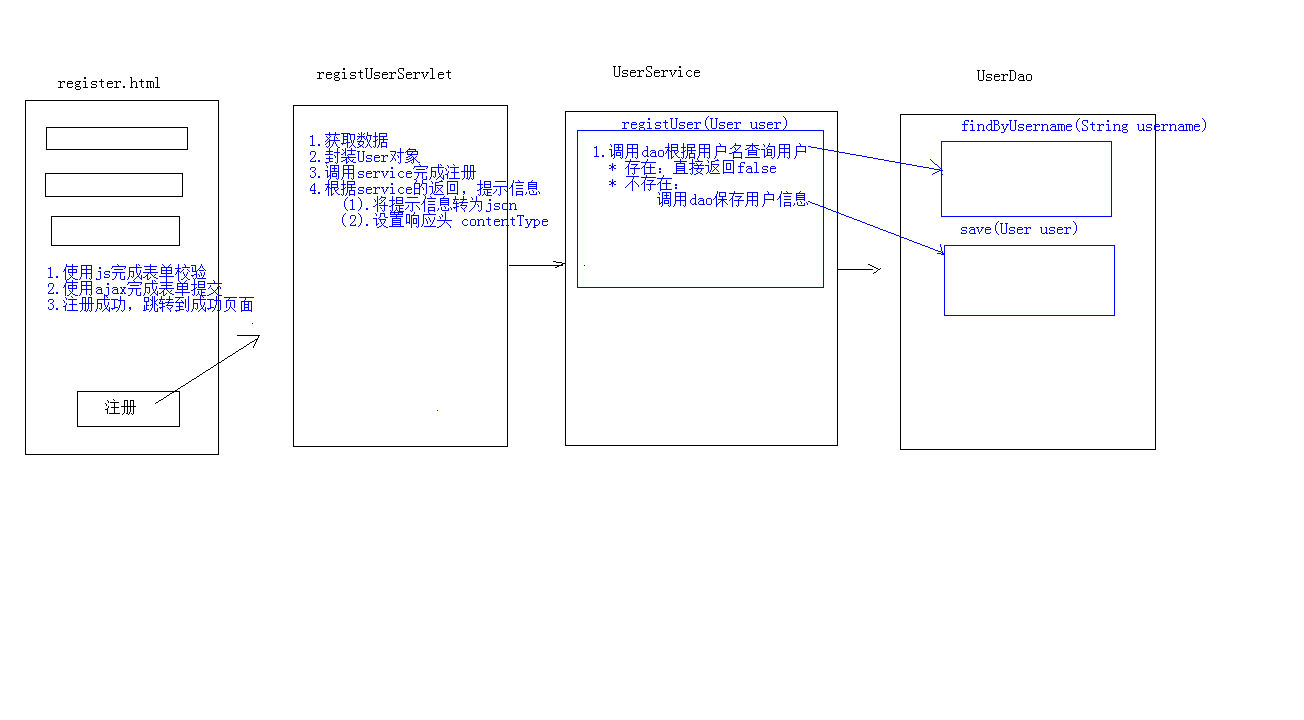 register.html
1.使用js完成表单校验
2.使用ajax完成表单提交
3.注册成功，跳转到成功页面
注册
registUserServlet
1.获取数据
2.封装User对象
3.调用service完成注册
4.根据service的返回，提示信息
(1).将提示信息转为json
(2).设置响应头 contentType
UserService
registUser(User user)
1.调用dao根据用户名查询用户
* 存在：直接返回false
* 不存在：
调用dao保存用户信息
UserDao
findByUsername(String username)
save(User user)